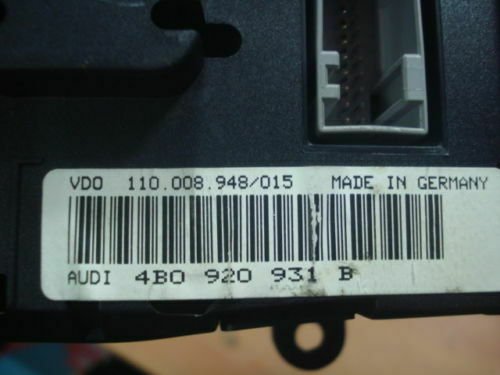 VDO 110.008.948/015 MADE IN GERMANY
AUDI 4B0 920 931 B